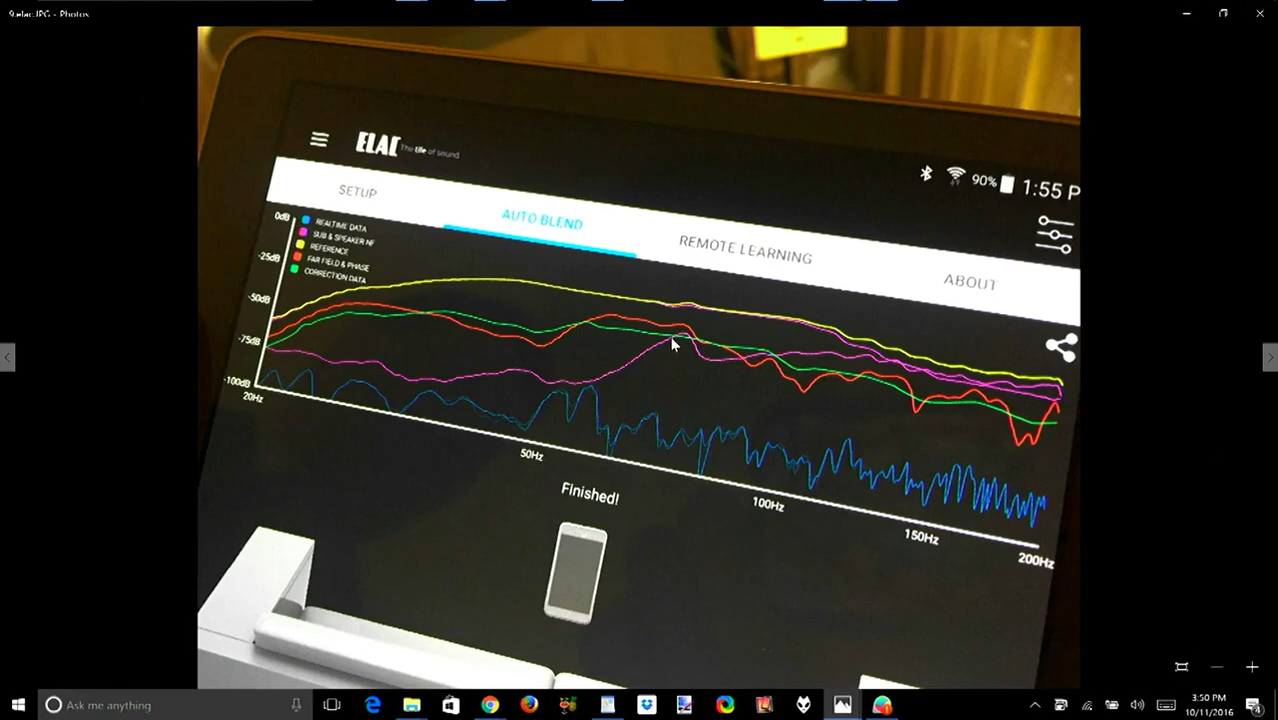 9.elac.JPG - Photos
ELAC The life of sound
90% 1:55 P
SETUP
AUTO BLEND
REMOTE LEARNING
ABOUT
0dB
-25dB
-50dB
-75dB
-100dB
REALTIME DATA
SUB & SPEAKER NF
REFERENCE
FAR FIELD & PHASE
CORRECTION DATA
20Hz
50Hz
100Hz
150Hz
200Hz
Finished!
Ask me anything
3:50 PM
10/11/2016
4